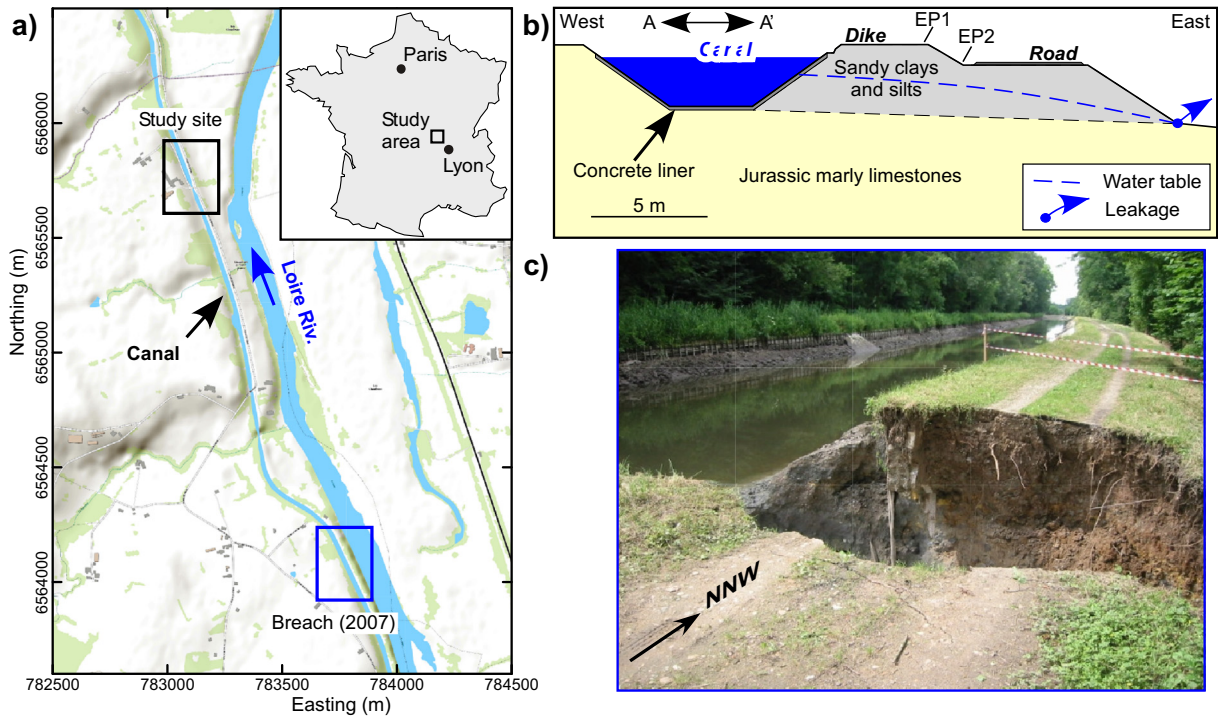 a)
Paris
Study
area
Lyon
Study site
Canal
Loire Riv.
Breach (2007)
Northing (m)
6566000
6565500
6565000
6564500
6564000
782500
783000
783500
784000
784500
Easting (m)
b)
West
A
A'
East
Canal
Dike
EP1
EP2
Road
Sandy clays
and silts
Concrete liner
Jurassic marly limestones
5 m
Water table
Leakage
c)
NNW